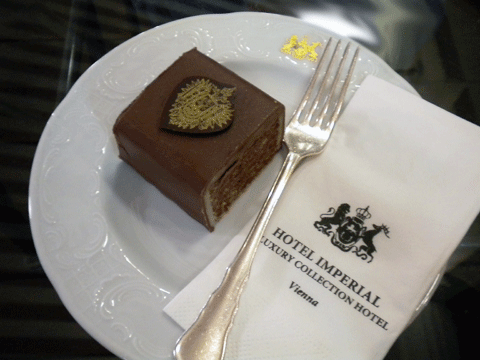 HOTEL IMPERIAL
LUXURY COLLECTION HOTEL
Vienna